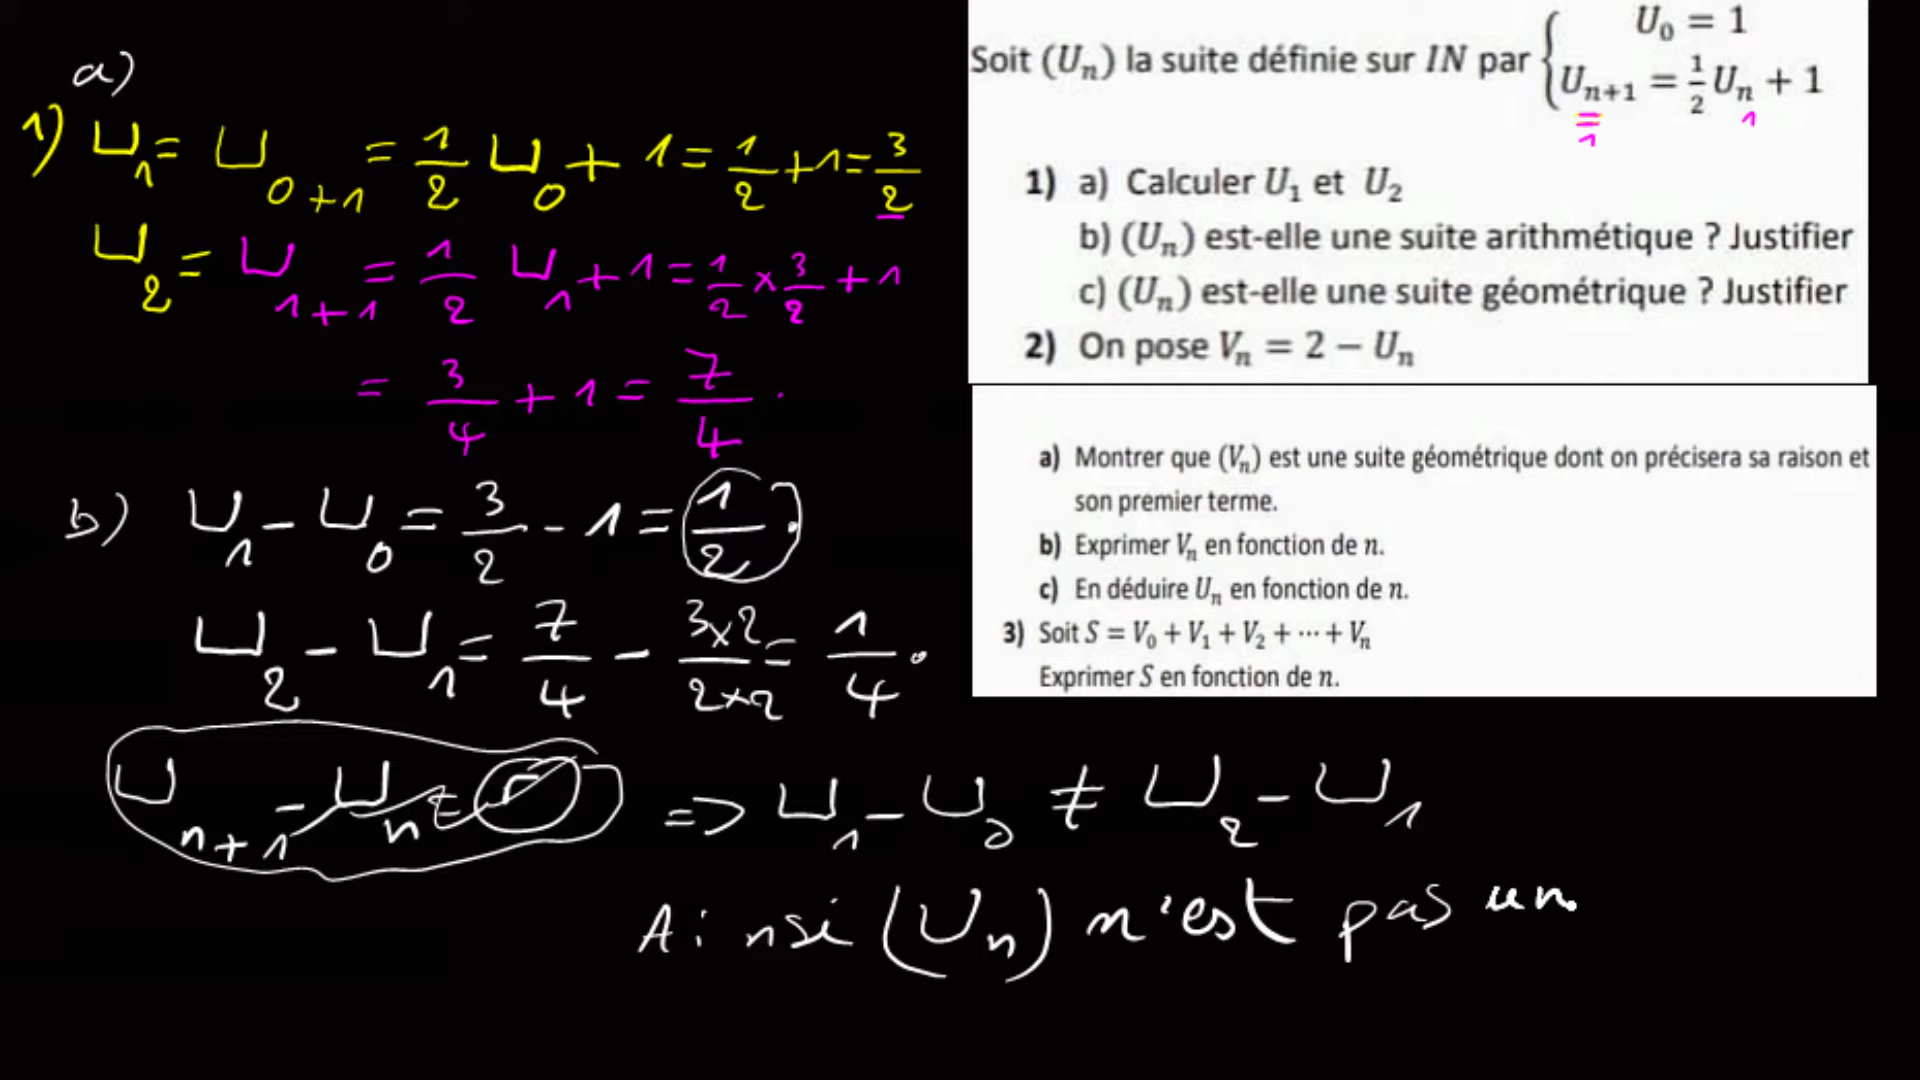 a)
1) U₁ = U₀₊₁ = 1/2 U₀ + 1 = 1/2 + 1 = 3/2
U₂ = U₁₊₁ = 1/2 U₁ + 1 = 1/2 × 3/2 + 1
= 3/4 + 1 = 7/4.
b) U₁ - U₀ = 3/2 - 1 = 1/2.
U₂ - U₁ = 7/4 - 3×2/2×2 = 1/4.
Uₙ₊₁ - Uₙ = r => U₁ - U₀ ≠ U₂ - U₁
Ainsi (Uₙ) n'est pas un
Soit (Uₙ) la suite définie sur IN par { U₀ = 1
Uₙ₊₁ = 1/2 Uₙ + 1
= 1
1
1) a) Calculer U₁ et U₂
b) (Uₙ) est-elle une suite arithmétique ? Justifier
c) (Uₙ) est-elle une suite géométrique ? Justifier
2) On pose Vₙ = 2 − Uₙ
a) Montrer que (Vₙ) est une suite géométrique dont on précisera sa raison et
son premier terme.
b) Exprimer Vₙ en fonction de n.
c) En déduire Uₙ en fonction de n.
3) Soit S = V₀ + V₁ + V₂ + ··· + Vₙ
Exprimer S en fonction de n.